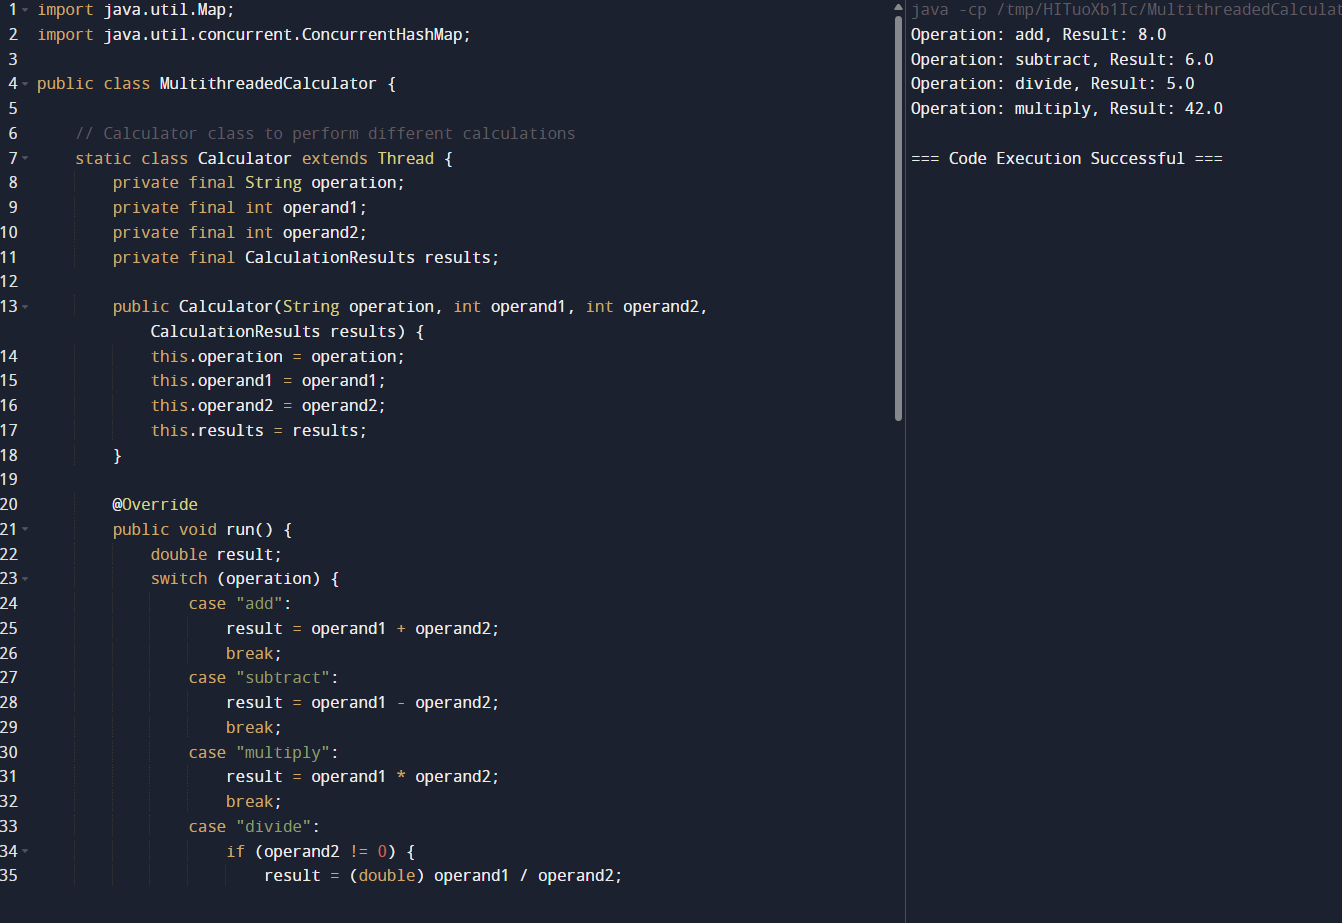 1 import java.util.Map;
2 import java.util.concurrent.ConcurrentHashMap;
3
4 public class MultithreadedCalculator {
5
6 // Calculator class to perform different calculations
7 static class Calculator extends Thread {
8 private final String operation;
9 private final int operand1;
10 private final int operand2;
11 private final CalculationResults results;
12
13 public Calculator(String operation, int operand1, int operand2,
CalculationResults results) {
14 this.operation = operation;
15 this.operand1 = operand1;
16 this.operand2 = operand2;
17 this.results = results;
18 }
19
20 @Override
21 public void run() {
22 double result;
23 switch (operation) {
24 case "add":
25 result = operand1 + operand2;
26 break;
27 case "subtract":
28 result = operand1 - operand2;
29 break;
30 case "multiply":
31 result = operand1 * operand2;
32 break;
33 case "divide":
34 if (operand2 != 0) {
35 result = (double) operand1 / operand2;
java -cp /tmp/HITuoXb1Ic/MultithreadedCalculat
Operation: add, Result: 8.0
Operation: subtract, Result: 6.0
Operation: divide, Result: 5.0
Operation: multiply, Result: 42.0
=== Code Execution Successful ===